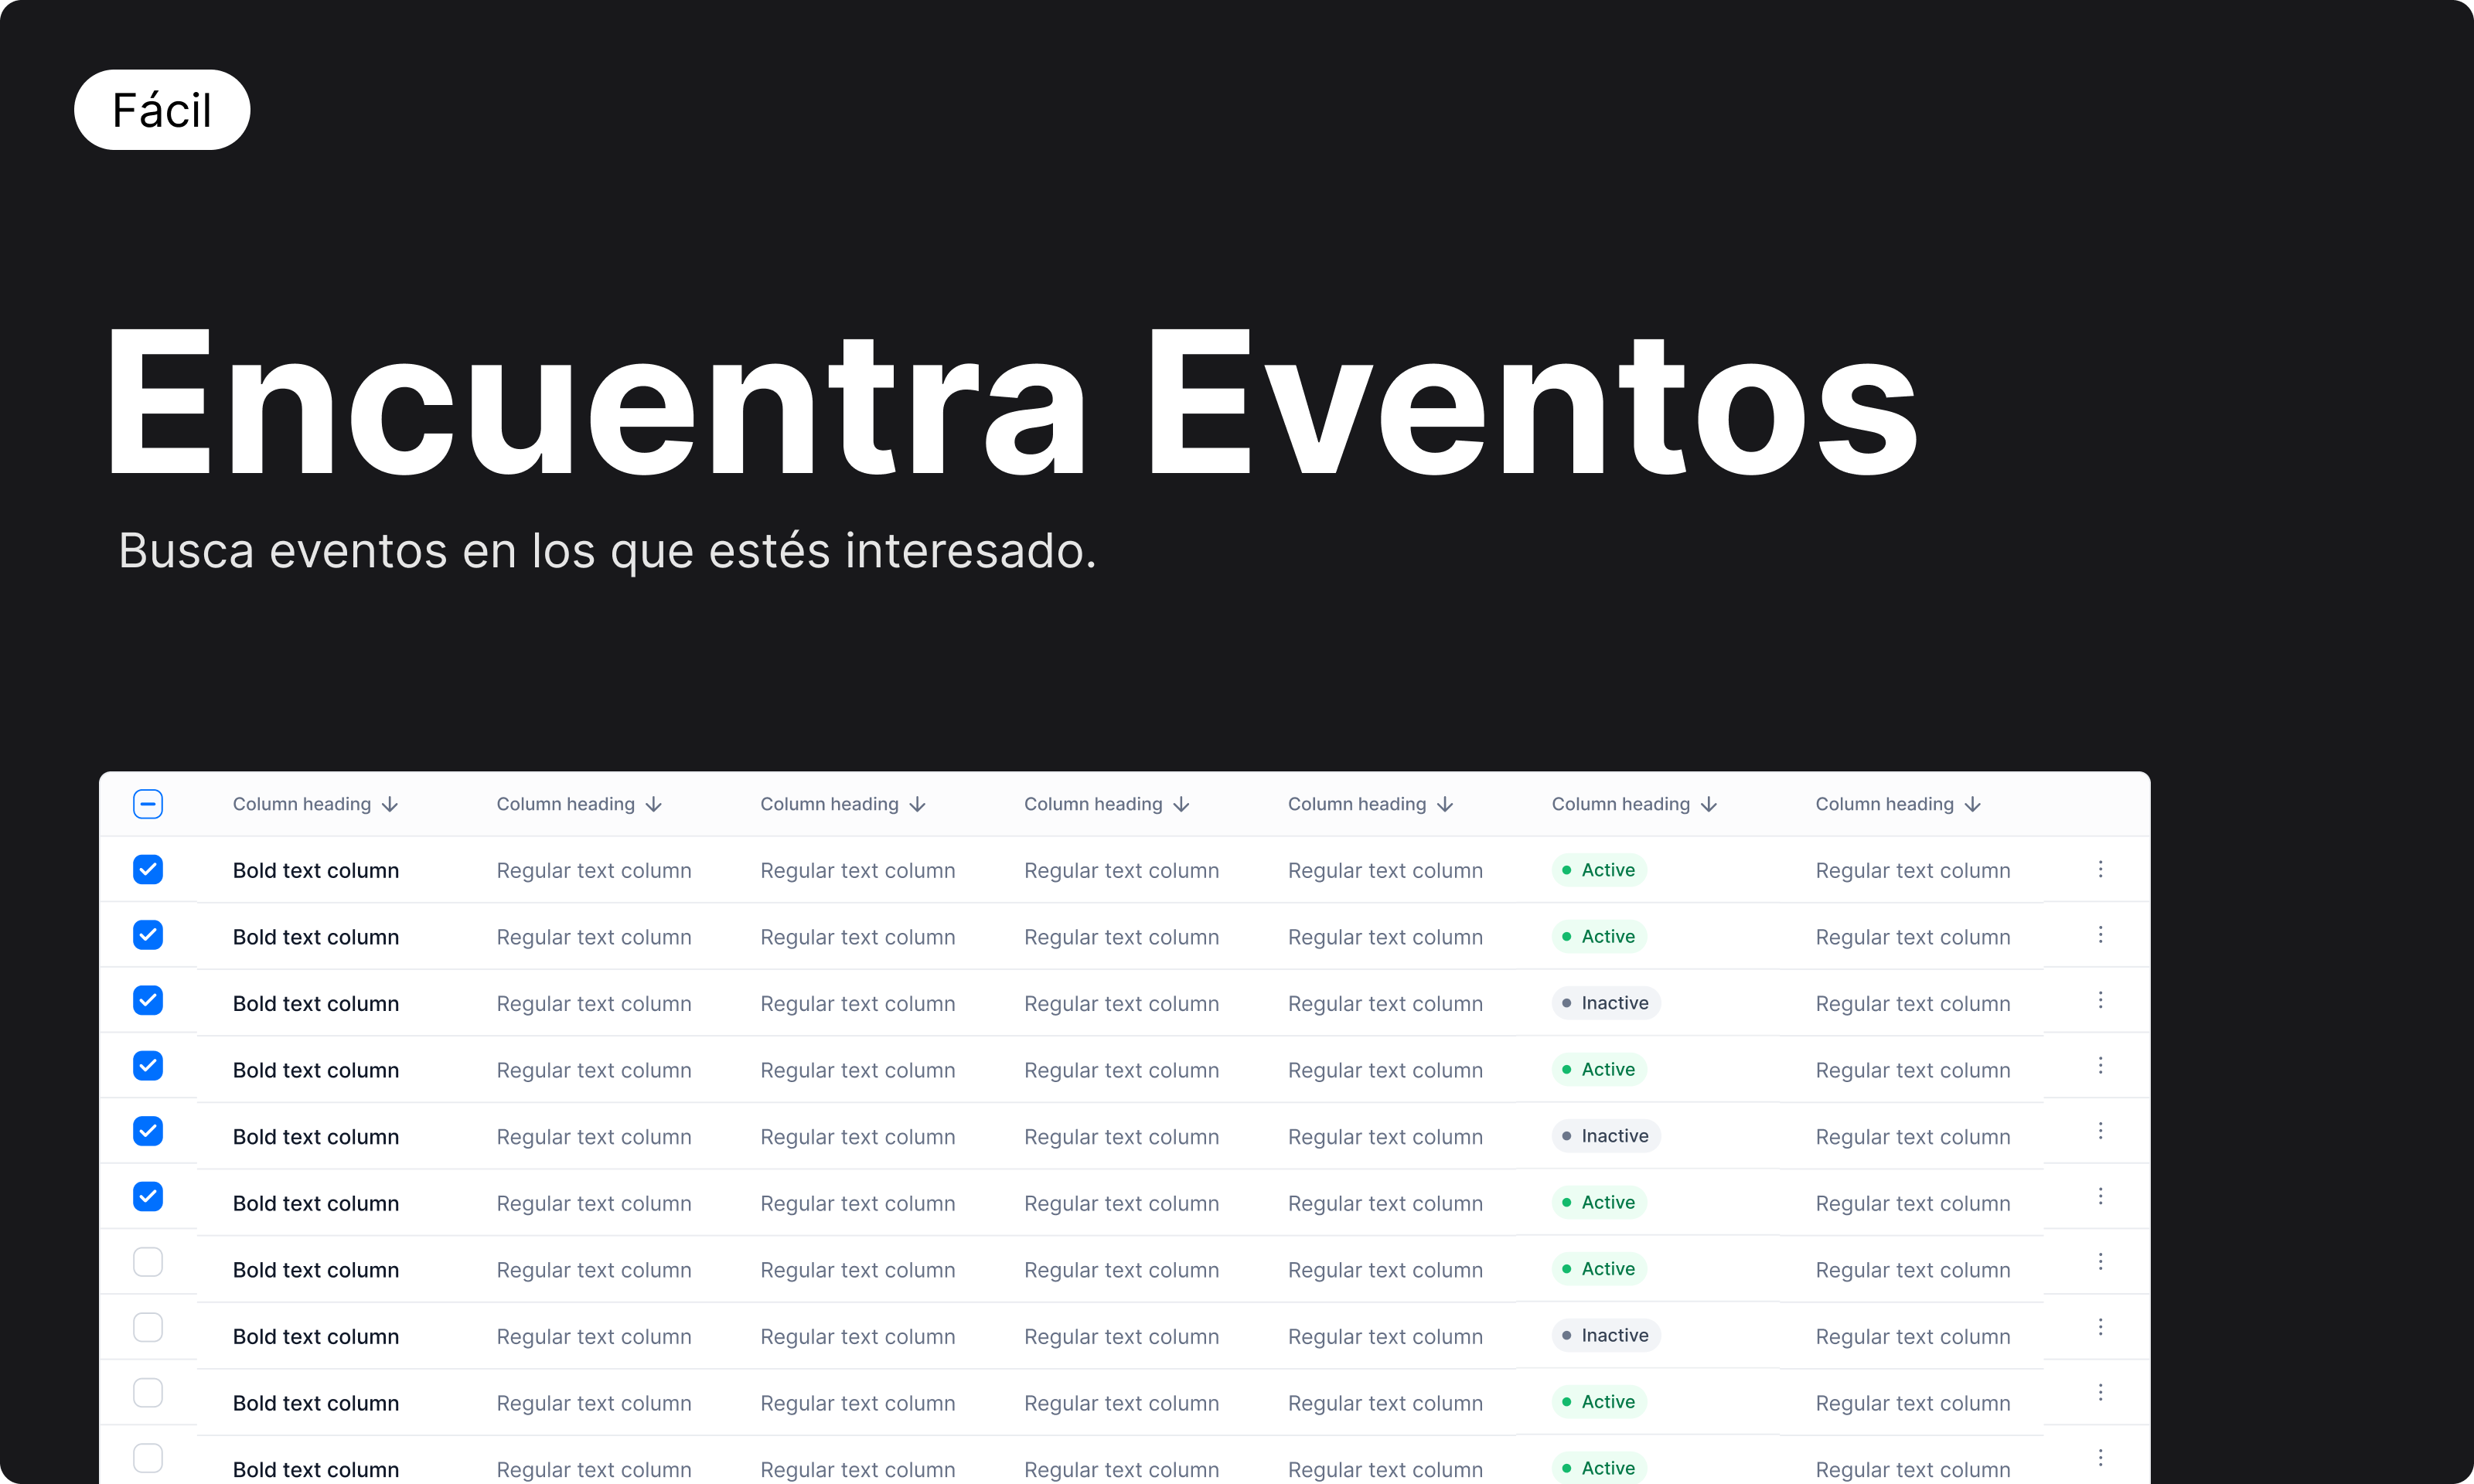 Fácil
Encuentra Eventos
Busca eventos en los que estés interesado.
Column heading Column heading Column heading Column heading Column heading Column heading Column heading
Bold text column Regular text column Regular text column Regular text column Regular text column Active Regular text column
Bold text column Regular text column Regular text column Regular text column Regular text column Active Regular text column
Bold text column Regular text column Regular text column Regular text column Regular text column Inactive Regular text column
Bold text column Regular text column Regular text column Regular text column Regular text column Active Regular text column
Bold text column Regular text column Regular text column Regular text column Regular text column Inactive Regular text column
Bold text column Regular text column Regular text column Regular text column Regular text column Active Regular text column
Bold text column Regular text column Regular text column Regular text column Regular text column Active Regular text column
Bold text column Regular text column Regular text column Regular text column Regular text column Inactive Regular text column
Bold text column Regular text column Regular text column Regular text column Regular text column Active Regular text column
Bold text column Regular text column Regular text column Regular text column Regular text column Active Regular text column